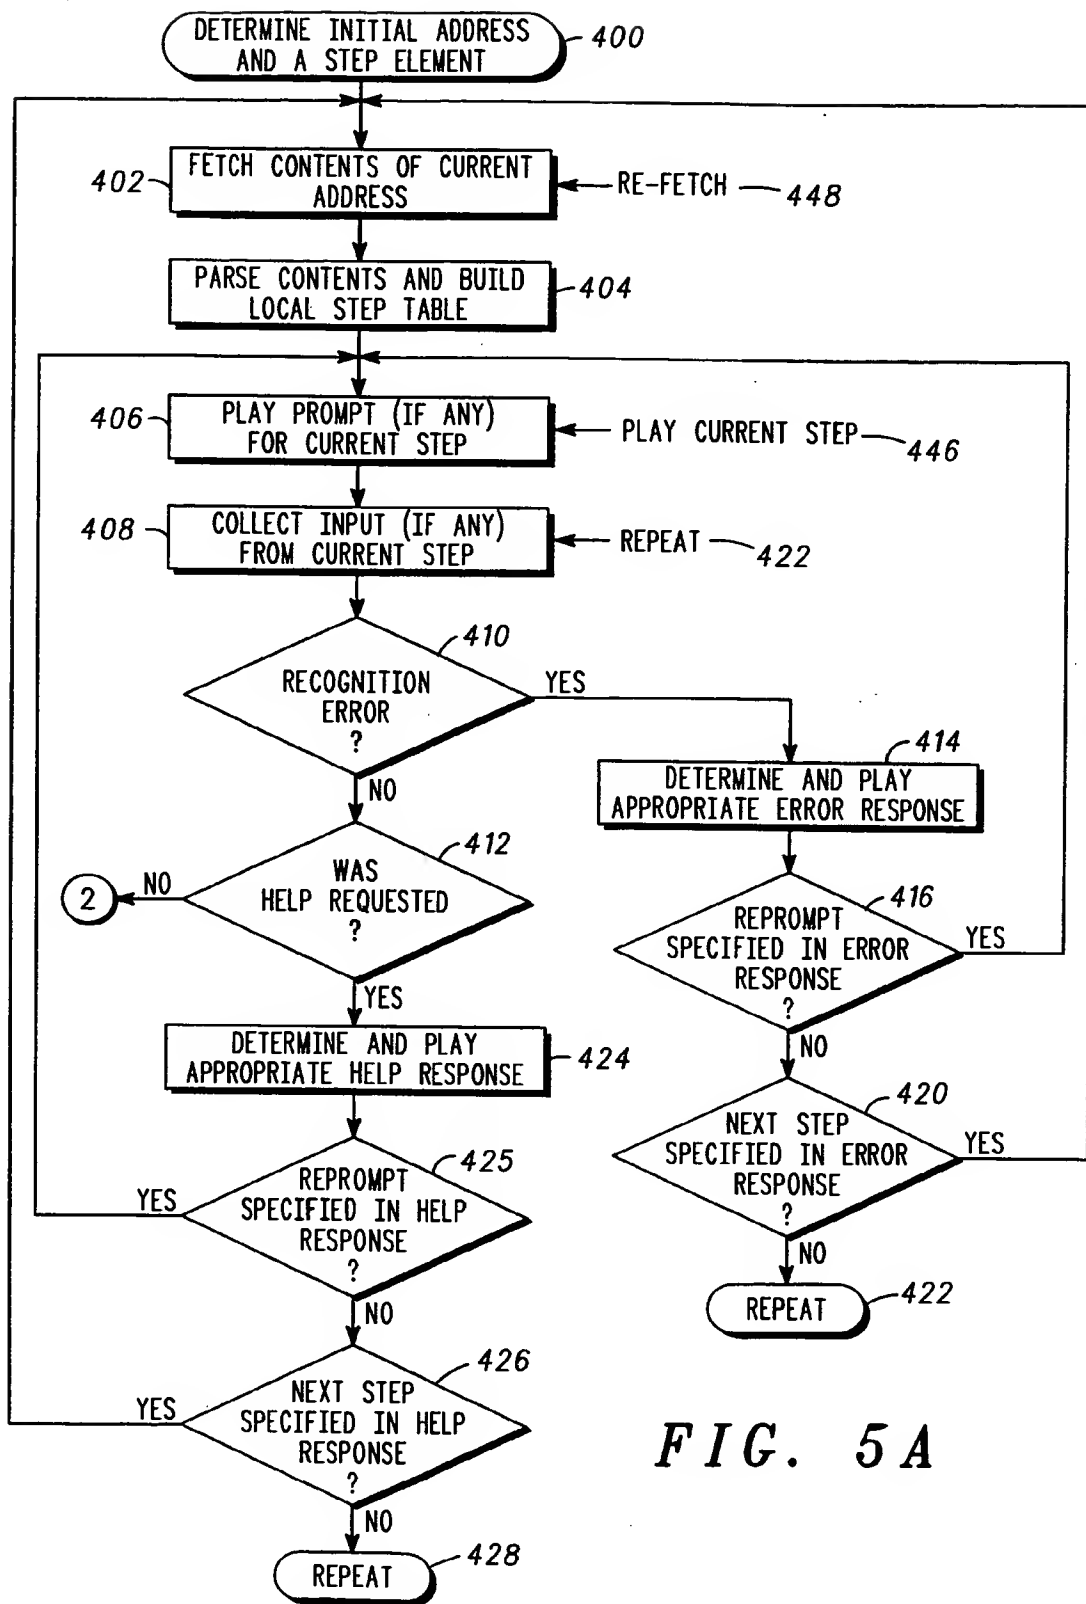 DETERMINE INITIAL ADDRESS
AND A STEP ELEMENT
400
FETCH CONTENTS OF CURRENT
ADDRESS
402
RE-FETCH
448
PARSE CONTENTS AND BUILD
LOCAL STEP TABLE
404
406
PLAY PROMPT (IF ANY)
FOR CURRENT STEP
PLAY CURRENT STEP
446
408
COLLECT INPUT (IF ANY)
FROM CURRENT STEP
REPEAT
422
410
RECOGNITION
ERROR
?
YES
NO
414
DETERMINE AND PLAY
APPROPRIATE ERROR RESPONSE
412
WAS
HELP REQUESTED
?
NO
2
YES
416
REPROMPT
SPECIFIED IN ERROR
RESPONSE
?
YES
NO
DETERMINE AND PLAY
APPROPRIATE HELP RESPONSE
424
420
NEXT STEP
SPECIFIED IN ERROR
RESPONSE
?
YES
NO
425
REPROMPT
SPECIFIED IN HELP
RESPONSE
?
YES
NO
REPEAT
422
426
NEXT STEP
SPECIFIED IN HELP
RESPONSE
?
YES
NO
REPEAT
428
FIG. 5A